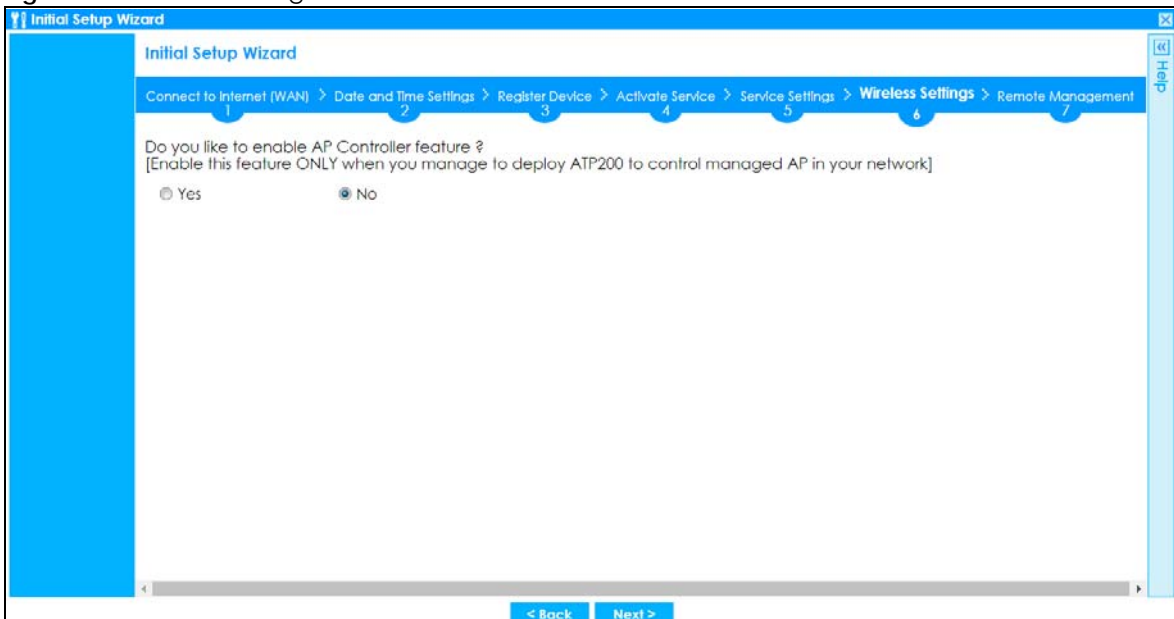 Initial Setup Wizard
Help
Initial Setup Wizard
Connect to Internet (WAN) > Date and Time Settings > Register Device > Activate Service > Service Settings > Wireless Settings > Remote Management
1 2 3 4 5 6 7
Do you like to enable AP Controller feature ?
[Enable this feature ONLY when you manage to deploy ATP200 to control managed AP in your network]
Yes No
< Back Next >